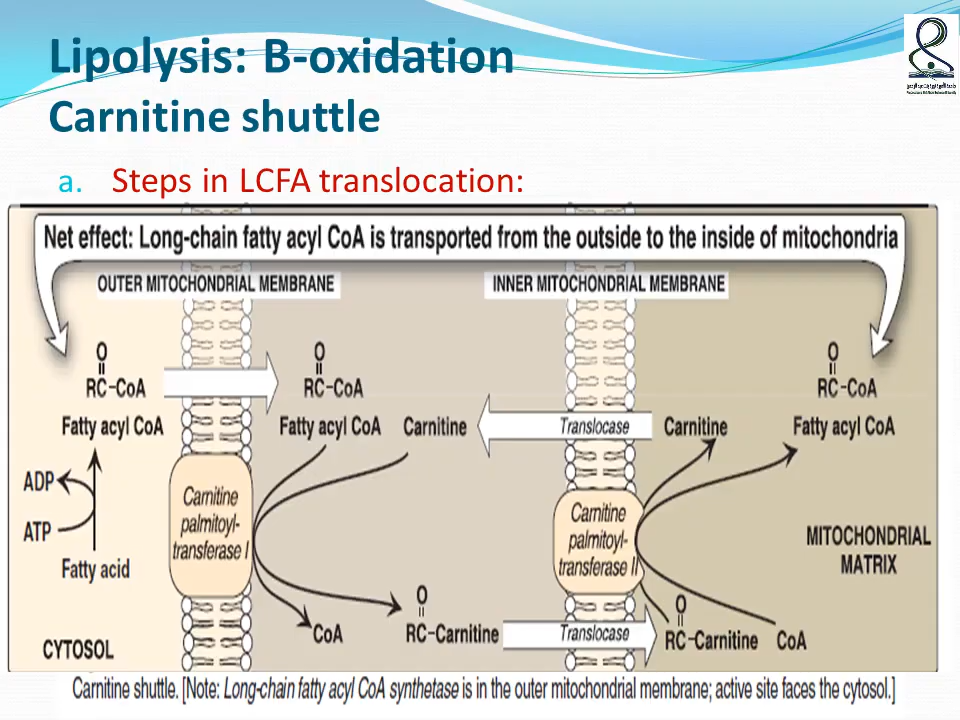 Lipolysis: B-oxidation
Carnitine shuttle
a. Steps in LCFA translocation:
Net effect: Long-chain fatty acyl CoA is transported from the outside to the inside of mitochondria
OUTER MITOCHONDRIAL MEMBRANE
INNER MITOCHONDRIAL MEMBRANE
O
RC-CoA
Fatty acyl CoA
O
RC-CoA
Fatty acyl CoA
Carnitine
Translocase
Carnitine
O
RC-CoA
Fatty acyl CoA
ADP
ATP
Fatty acid
Carnitine
palmitoyl-
transferase I
Carnitine
palmitoyl-
transferase II
MITOCHONDRIAL
MATRIX
CoA
O
RC-Carnitine
Translocase
O
RC-Carnitine
CoA
CYTOSOL
Carnitine shuttle. [Note: Long-chain fatty acyl CoA synthetase is in the outer mitochondrial membrane; active site faces the cytosol.]